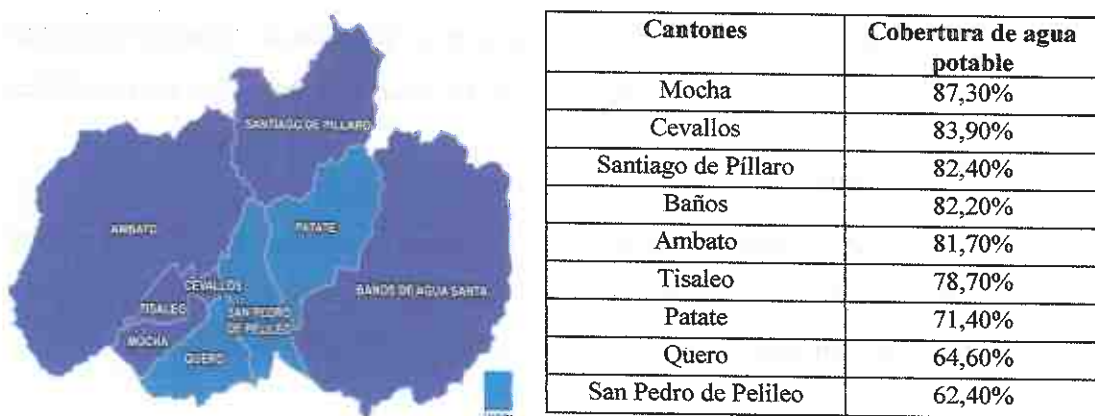 SANTIAGO DE PILLARO
AMBATO
PATATE
CEVALLOS
TISALEO
BAÑOS DE AGUA SANTA
SAN PEDRO
DE PELILEO
MOCHA
QUERO
Cantones Cobertura de agua
potable
Mocha 87,30%
Cevallos 83,90%
Santiago de Píllaro 82,40%
Baños 82,20%
Ambato 81,70%
Tisaleo 78,70%
Patate 71,40%
Quero 64,60%
San Pedro de Pelileo 62,40%